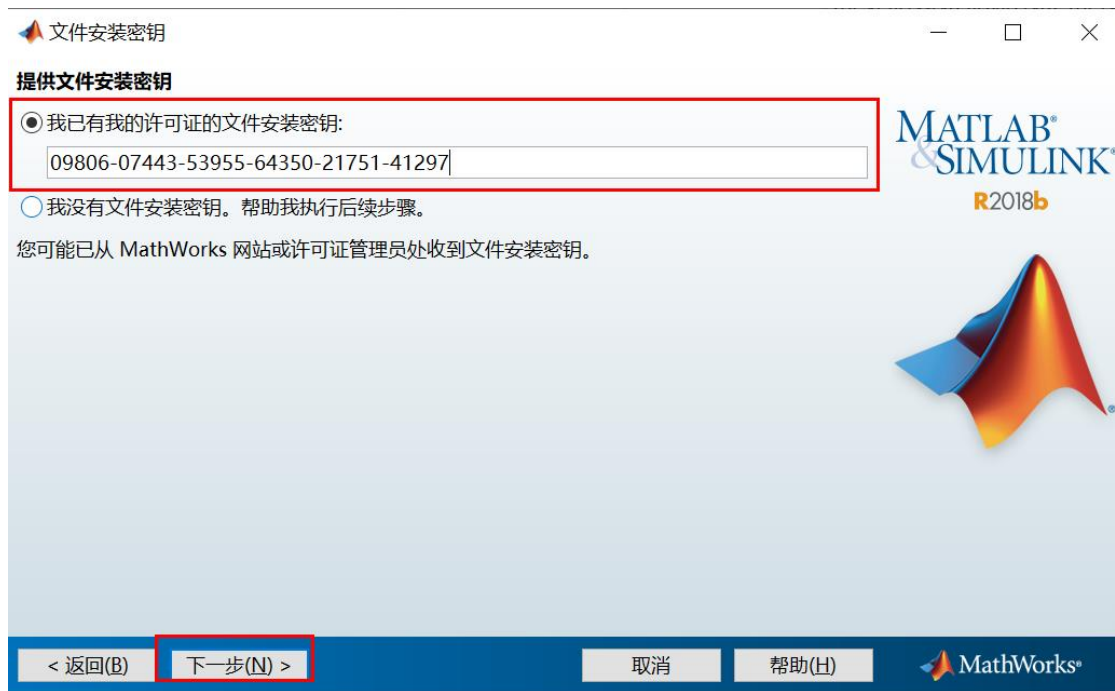 文件安装密钥
提供文件安装密钥
我已有我的许可证的文件安装密钥:
09806-07443-53955-64350-21751-41297
我没有文件安装密钥。帮助我执行后续步骤。
您可能已从 MathWorks 网站或许可证管理员处收到文件安装密钥。
MATLAB®
&SIMULINK®
R2018b
®
< 返回(B) 下一步(N) > 取消 帮助(H) MathWorks®